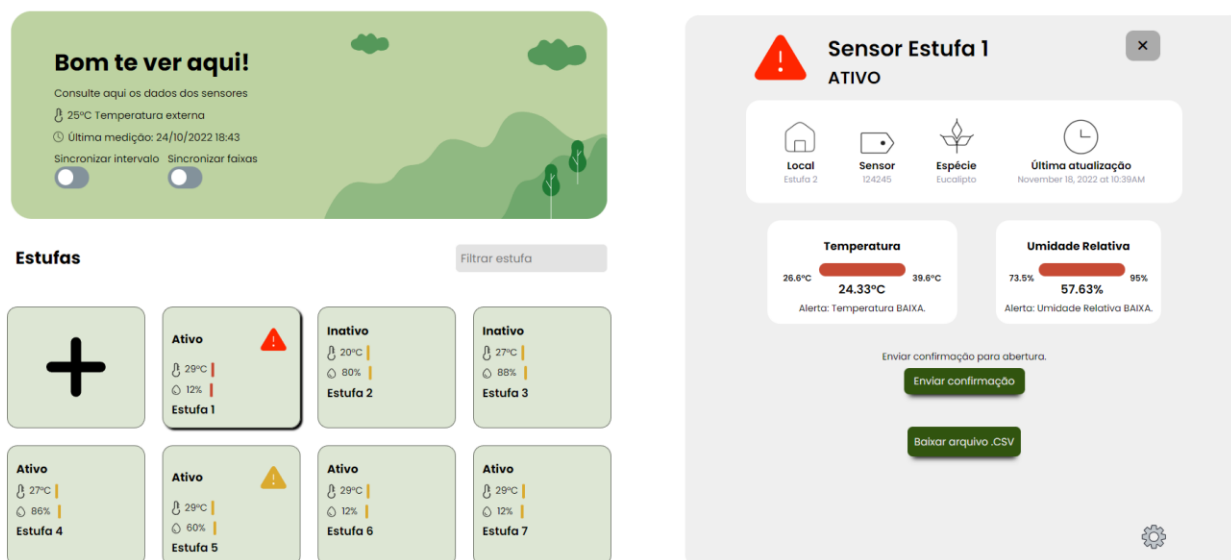 Bom te ver aqui!
Consulte aqui os dados dos sensores
25ºC Temperatura externa
Última medição: 24/10/2022 18:43
Sincronizar intervalo Sincronizar faixas
Estufas
Filtrar estufa
Ativo
29ºC
12%
Estufa 1
Inativo
20ºC
80%
Estufa 2
Inativo
27ºC
88%
Estufa 3
Ativo
27ºC
86%
Estufa 4
Ativo
29ºC
60%
Estufa 5
Ativo
29ºC
12%
Estufa 6
Ativo
29ºC
12%
Estufa 7
Sensor Estufa 1
×
ATIVO
Local
Estufa 2
Sensor
124245
Espécie
Eucalipto
Última atualização
November 18, 2022 at 10:39AM
Temperatura
26.6ºC 39.6ºC
24.33ºC
Alerta: Temperatura BAIXA.
Umidade Relativa
73.5% 95%
57.63%
Alerta: Umidade Relativa BAIXA.
Enviar confirmação para abertura.
Enviar confirmação
Baixar arquivo .CSV